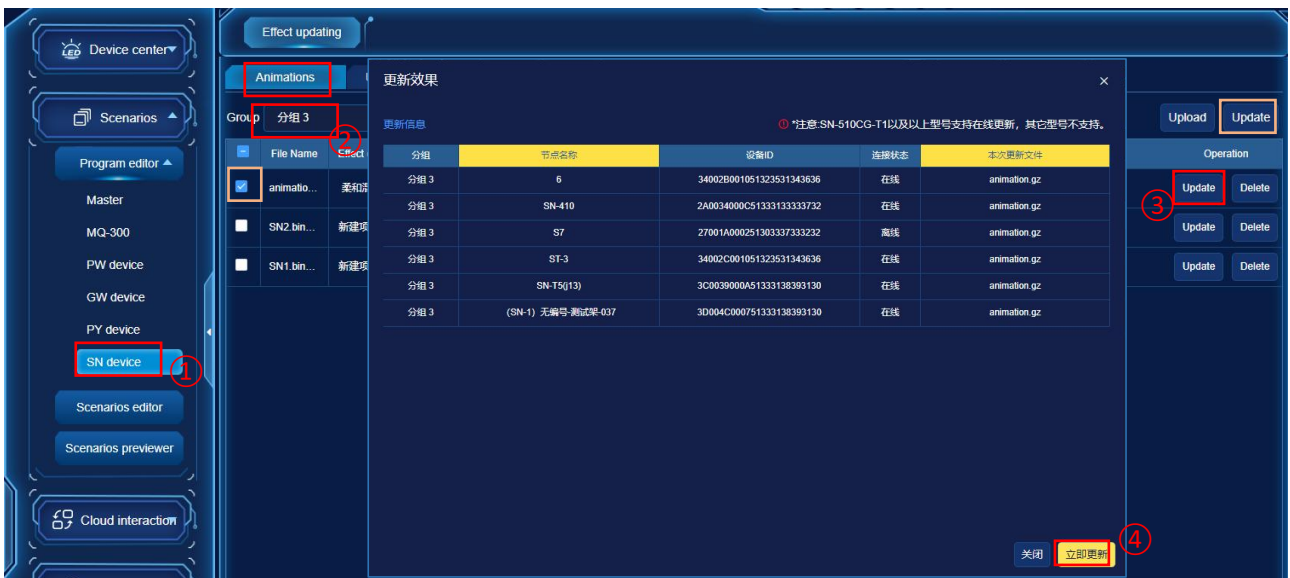 Device center
Scenarios
Program editor
Master
MQ-300
PW device
GW device
PY device
SN device
①
Scenarios editor
Scenarios previewer
Cloud interaction
Effect updating
Animations
Group 分组 3
②
Upload Update
File Name Effect Operation
animatio... 柔和 Update Delete
③
SN2.bin... 新建项 Update Delete
SN1.bin... 新建项 Update Delete
更新效果 ×
更新信息 *注意:SN-510CG-T1以及以上型号支持在线更新，其它型号不支持。
分组 节点名称 设备ID 连接状态 本次更新文件
分组 3 6 34002B001051323531343636 在线 animation.gz
分组 3 SN-410 2A0034000C51333133333732 在线 animation.gz
分组 3 S7 27001A000251303337333232 离线 animation.gz
分组 3 ST-3 34002C001051323531343636 在线 animation.gz
分组 3 SN-T5(j13) 3C0039000A51333138393130 在线 animation.gz
分组 3 (SN-1) 无编号-测试架-037 3D004C000751333138393130 在线 animation.gz
关闭 立即更新
④